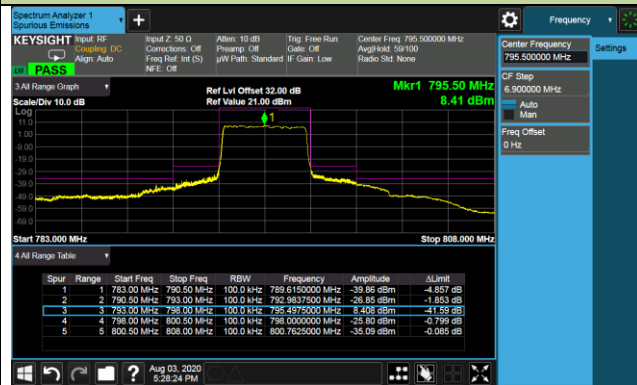 Spectrum Analyzer 1
Spurious Emissions
Frequency
KEYSIGHT
Input: RF
Coupling: DC
Align: Auto
Input Z: 50 Ω
Corrections: Off
Freq Ref: Int (S)
NFE: Off
Atten: 10 dB
Preamp: Off
µW Path: Standard
Trig: Free Run
Gate: Off
IF Gain: Low
Center Freq: 795.500000 MHz
Avg|Hold: 59/100
Radio Std: None
PASS
Center Frequency
795.500000 MHz
Settings
CF Step
6.900000 MHz
Auto
Man
Freq Offset
0 Hz
3 All Range Graph
Ref Lvl Offset 32.00 dB
Mkr1 795.50 MHz
Scale/Div 10.0 dB
Ref Value 21.00 dBm
8.41 dBm
Log
11.0
1.00
-9.00
-19.0
-29.0
-39.0
-49.0
-59.0
-69.0
1
Start 783.000 MHz
Stop 808.000 MHz
4 All Range Table
Spur Range Start Freq Stop Freq RBW Frequency Amplitude ΔLimit
1 1 783.00 MHz 790.50 MHz 100.0 kHz 789.6150000 MHz -39.86 dBm -4.857 dB
2 2 790.50 MHz 793.00 MHz 100.0 kHz 792.9837500 MHz -26.85 dBm -1.853 dB
3 3 793.00 MHz 798.00 MHz 100.0 kHz 795.4975000 MHz 8.408 dBm -41.59 dB
4 4 798.00 MHz 800.50 MHz 100.0 kHz 798.0000000 MHz -25.80 dBm -0.799 dB
5 5 800.50 MHz 808.00 MHz 100.0 kHz 800.7625000 MHz -35.09 dBm -0.085 dB
?
Aug 03, 2020
5:28:24 PM